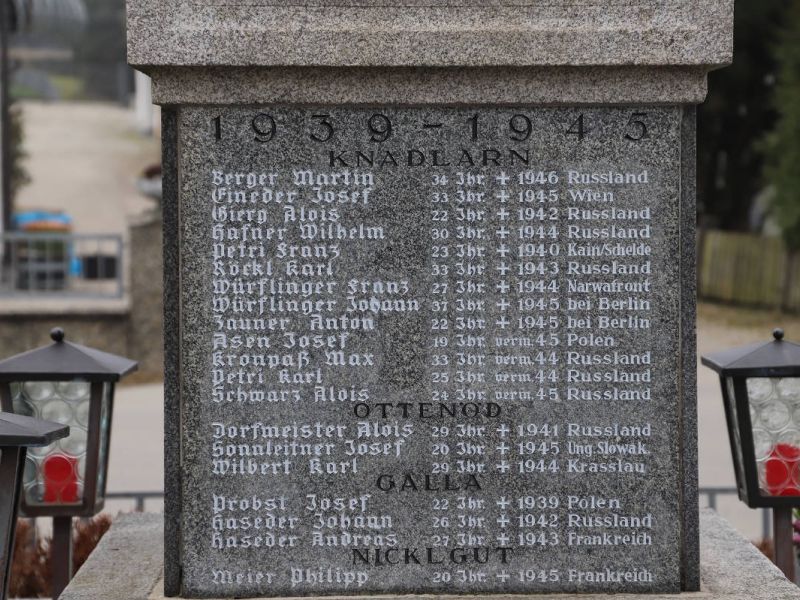 1939-1945
KNADLARN
Berger Martin 34 Jhr. + 1946 Russland
Eineder Josef 33 Jhr. + 1945 Wien
Gierg Alois 22 Jhr. + 1942 Russland
Hafner Wilhelm 30 Jhr. + 1944 Russland
Petri Franz 23 Jhr. + 1940 Kain/Schelde
Röckl Karl 33 Jhr. + 1943 Russland
Würflinger Franz 27 Jhr. + 1944 Narwafront
Würflinger Johann 37 Jhr. + 1945 bei Berlin
Zauner, Anton 22 Jhr. + 1945 bei Berlin
Asen Josef 19 Jhr. verm. 45 Polen
Kronpaß Max 33 Jhr. verm. 44 Russland
Petri Karl 25 Jhr. verm. 44 Russland
Schwarz Alois 24 Jhr. verm. 45 Russland
OTTENÖD
Dorfmeister Alois 29 Jhr. + 1941 Russland
Honnleitner Josef 20 Jhr. + 1945 Ung. Slowak.
Wilbert Karl 29 Jhr. + 1944 Krasslau
GALLA
Probst Josef 22 Jhr. + 1939 Polen
Haseder Johann 26 Jhr. + 1942 Russland
Haseder Andreas 27 Jhr. + 1943 Frankreich
NICKLGUT
Meier Philipp 20 Jhr. + 1945 Frankreich